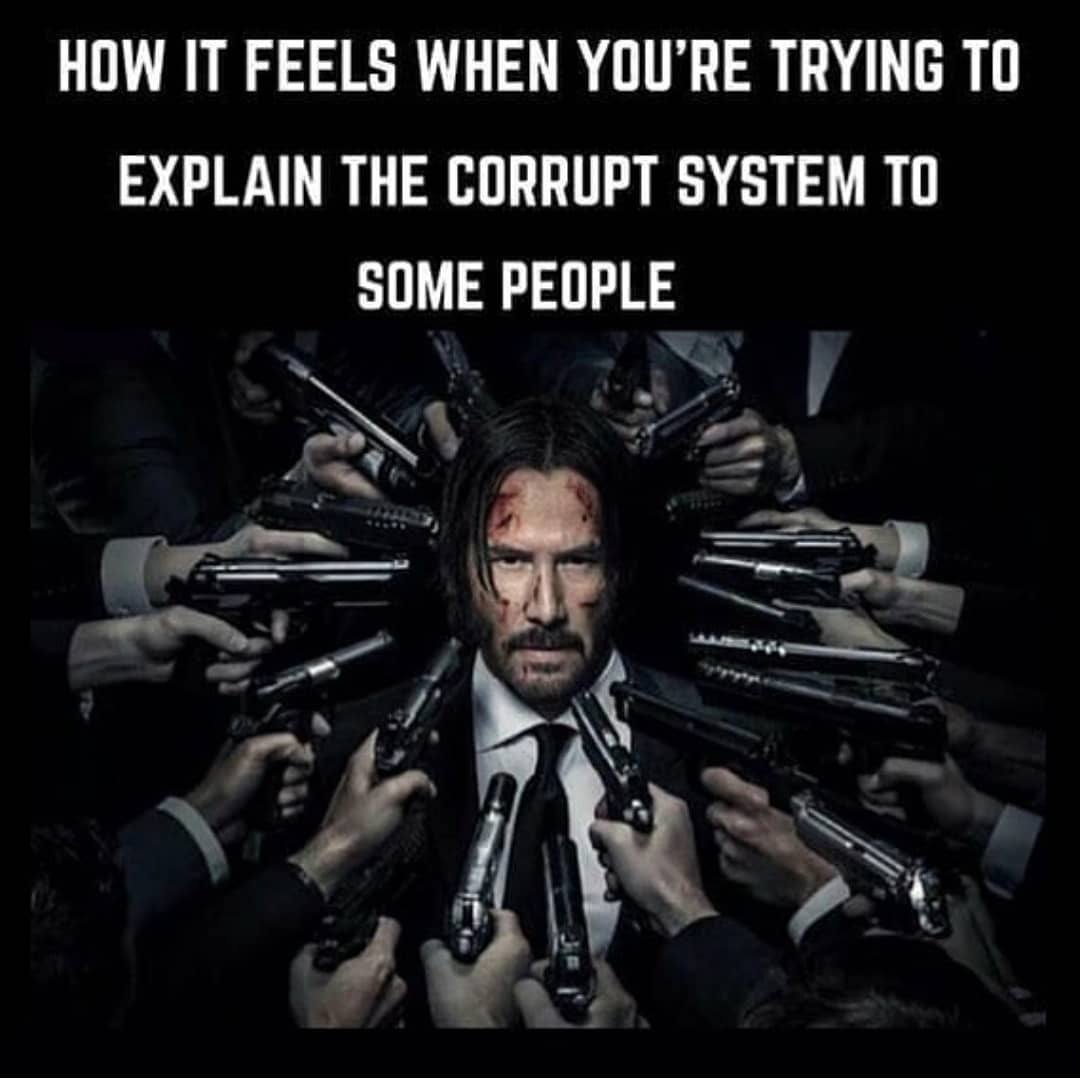 HOW IT FEELS WHEN YOU'RE TRYING TO
EXPLAIN THE CORRUPT SYSTEM TO
SOME PEOPLE